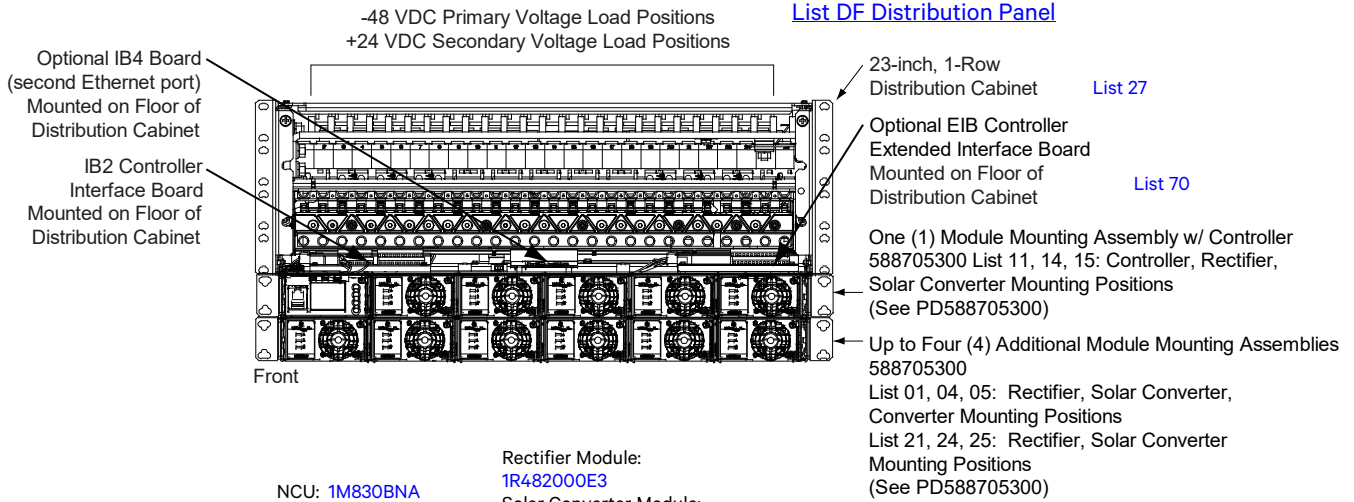 -48 VDC Primary Voltage Load Positions
+24 VDC Secondary Voltage Load Positions
List DF Distribution Panel
Optional IB4 Board
(second Ethernet port)
Mounted on Floor of
Distribution Cabinet
IB2 Controller
Interface Board
Mounted on Floor of
Distribution Cabinet
23-inch, 1-Row
Distribution Cabinet List 27
Optional EIB Controller
Extended Interface Board
Mounted on Floor of
Distribution Cabinet List 70
One (1) Module Mounting Assembly w/ Controller
588705300 List 11, 14, 15: Controller, Rectifier,
Solar Converter Mounting Positions
(See PD588705300)
Up to Four (4) Additional Module Mounting Assemblies
588705300
List 01, 04, 05: Rectifier, Solar Converter,
Converter Mounting Positions
List 21, 24, 25: Rectifier, Solar Converter
Mounting Positions
(See PD588705300)
Front
NCU: 1M830BNA
Rectifier Module:
1R482000E3
Solar Converter Module: